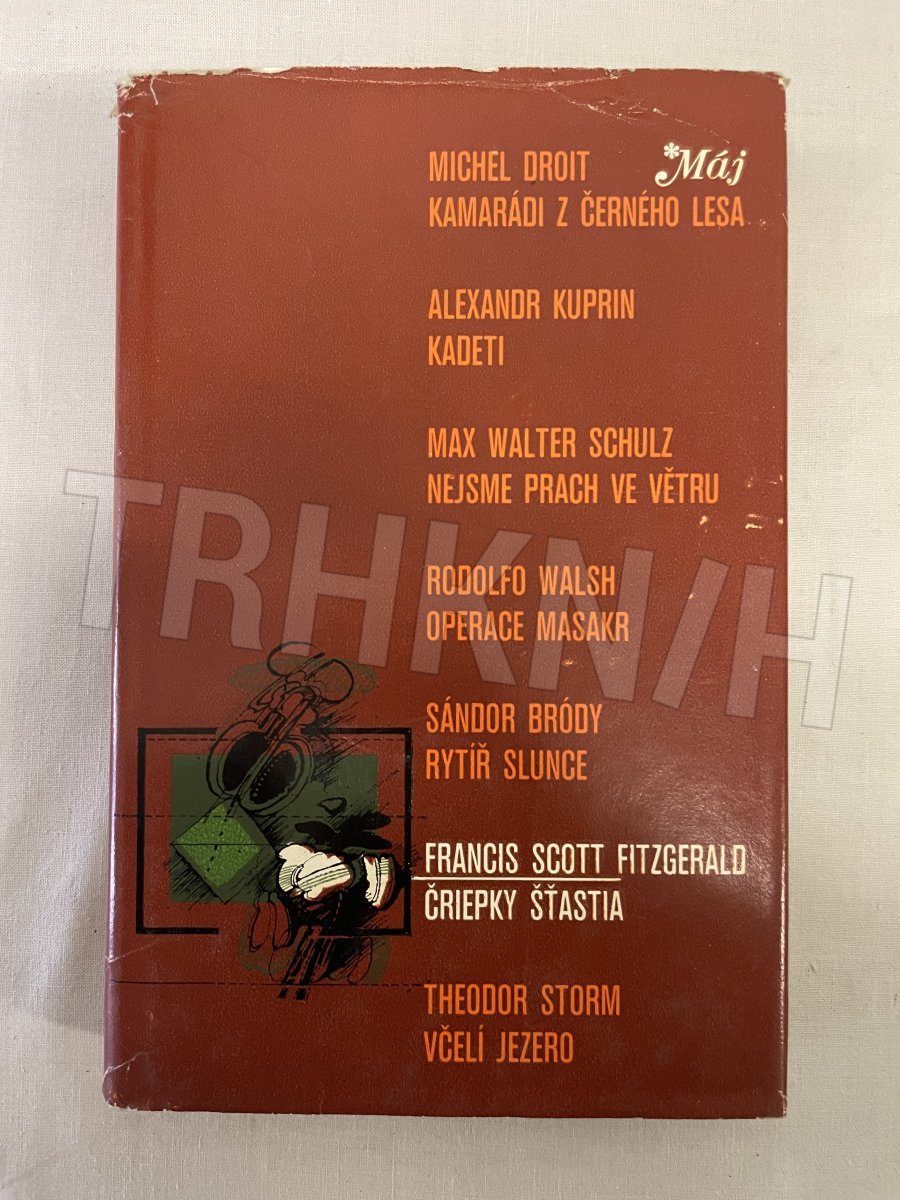 MICHEL DROIT
*Máj
KAMARÁDI Z ČERNÉHO LESA
ALEXANDR KUPRIN
KADETI
MAX WALTER SCHULZ
NEJSME PRACH VE VĚTRU
RODOLFO WALSH
OPERACE MASAKR
SÁNDOR BRÓDY
RYTÍŘ SLUNCE
FRANCIS SCOTT FITZGERALD
ČRIEPKY ŠŤASTIA
THEODOR STORM
VČELÍ JEZERO
TRHKNIH